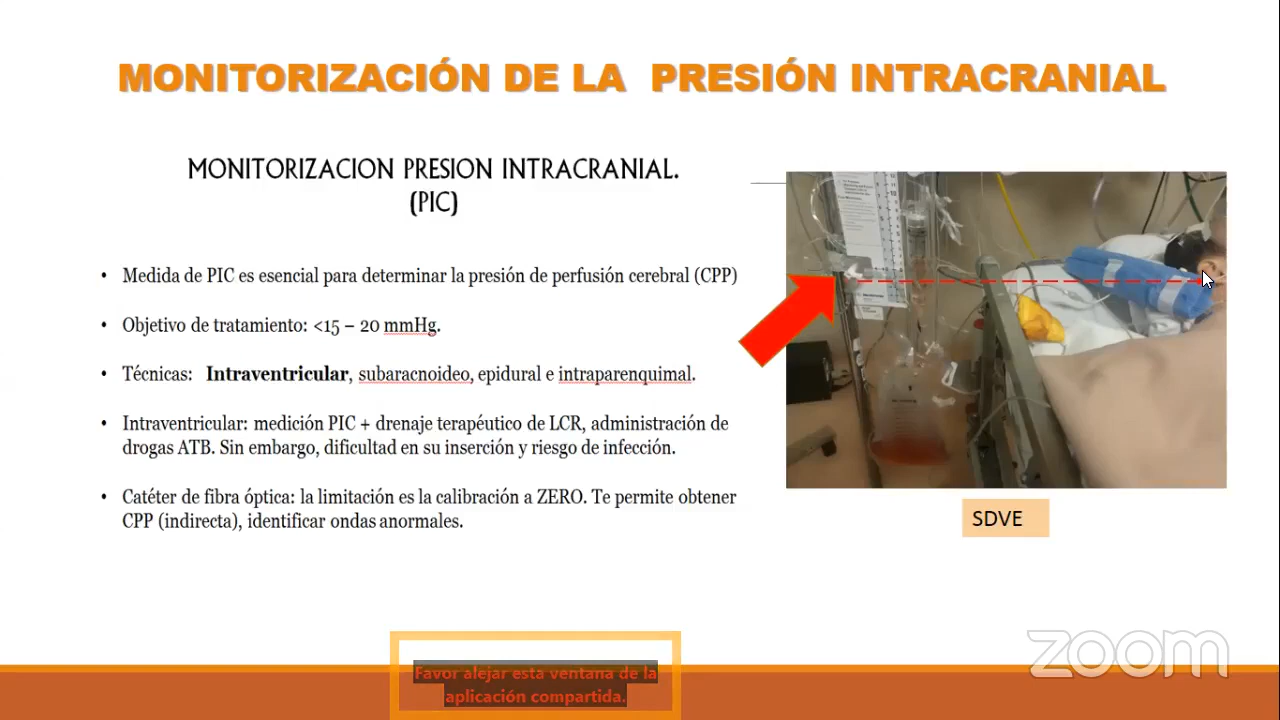 MONITORIZACIÓN DE LA PRESIÓN INTRACRANIAL
MONITORIZACION PRESION INTRACRANIAL.
(PIC)
• Medida de PIC es esencial para determinar la presión de perfusión cerebral (CPP)
• Objetivo de tratamiento: <15 – 20 mmHg.
• Técnicas: Intraventricular, subaracnoideo, epidural e intraparenquimal.
• Intraventricular: medición PIC + drenaje terapéutico de LCR, administración de
drogas ATB. Sin embargo, dificultad en su inserción y riesgo de infección.
• Catéter de fibra óptica: la limitación es la calibración a ZERO. Te permite obtener
CPP (indirecta), identificar ondas anormales.
SDVE
zoom
Favor alejar esta ventana de la
aplicación compartida.